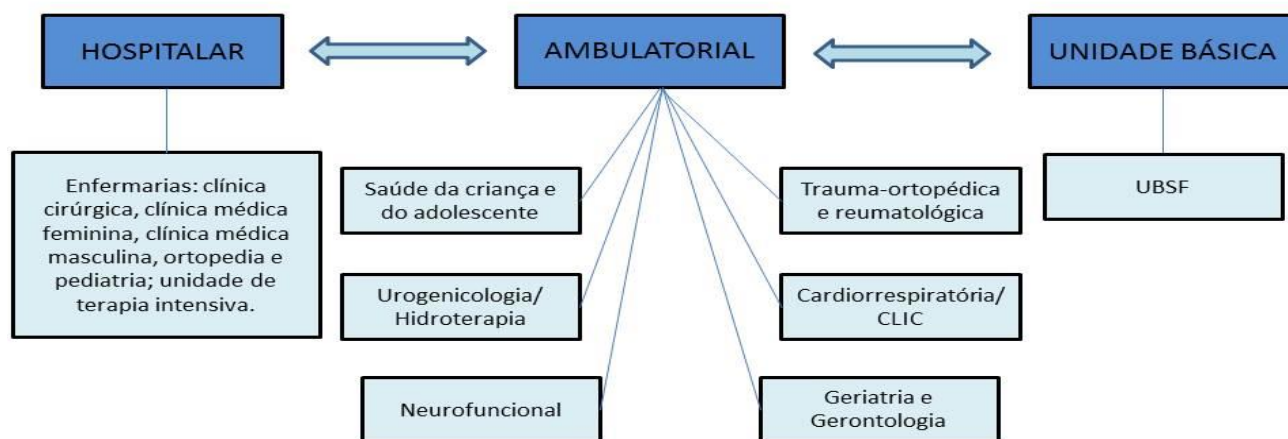 HOSPITALAR
AMBULATORIAL
UNIDADE BÁSICA
Enfermarias: clínica
cirúrgica, clínica médica
feminina, clínica médica
masculina, ortopedia e
pediatria; unidade de
terapia intensiva.
Saúde da criança e
do adolescente
Trauma-ortopédica
e reumatológica
UBSF
Urogenicologia/
Hidroterapia
Cardiorrespiratória/
CLIC
Neurofuncional
Geriatria e
Gerontologia